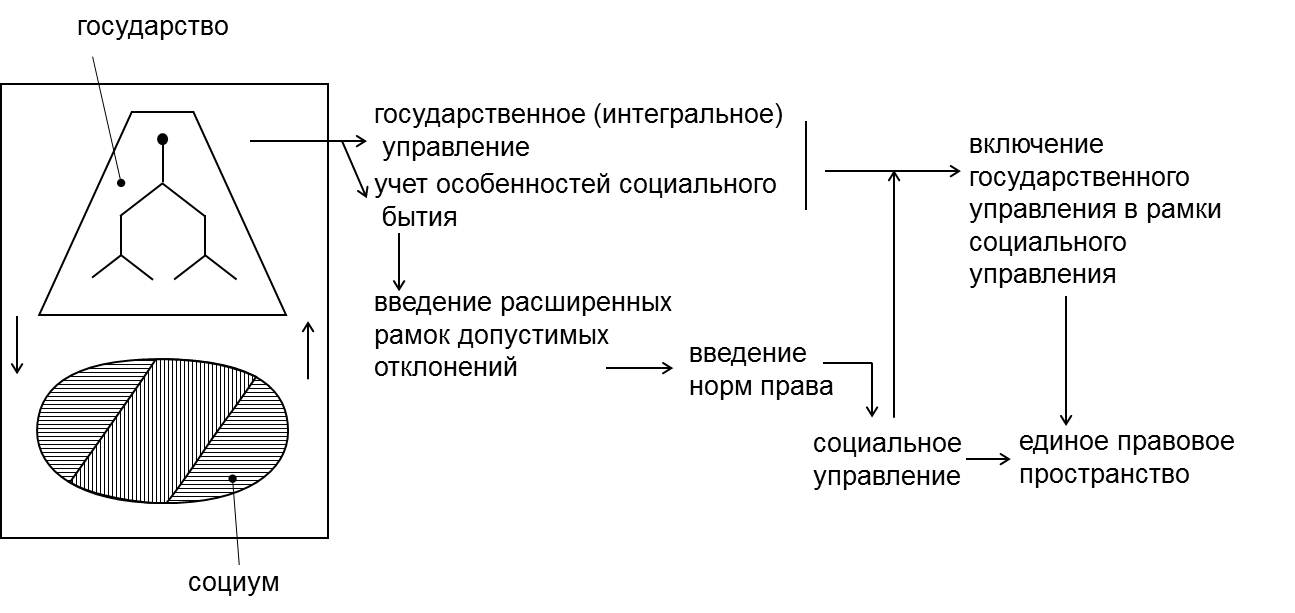 государство
государственное (интегральное)
управление
учет особенностей социального
бытия
введение расширенных
рамок допустимых
отклонений
введение
норм права
социальное
управление
включение
государственного
управления в рамки
социального
управления
единое правовое
пространство
социум